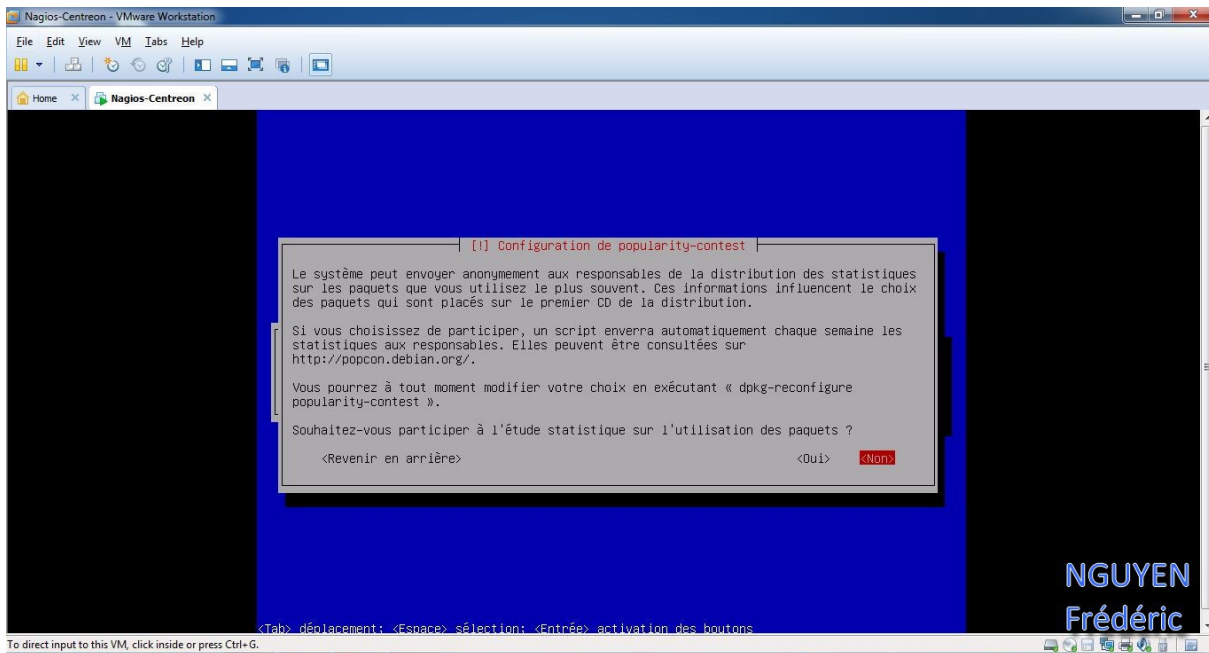 Nagios-Centreon - VMware Workstation
File Edit View VM Tabs Help
Home Nagios-Centreon
[!] Configuration de popularity-contest
Le système peut envoyer anonymement aux responsables de la distribution des statistiques
sur les paquets que vous utilisez le plus souvent. Ces informations influencent le choix
des paquets qui sont placés sur le premier CD de la distribution.
Si vous choisissez de participer, un script enverra automatiquement chaque semaine les
statistiques aux responsables. Elles peuvent être consultées sur
http://popcon.debian.org/.
Vous pourrez à tout moment modifier votre choix en exécutant « dpkg-reconfigure
popularity-contest ».
Souhaitez-vous participer à l'étude statistique sur l'utilisation des paquets ?
<Revenir en arrière> <Oui> <Non>
NGUYEN
Frédéric
<Tab> déplacement; <Espace> sélection; <Entrée> activation des boutons
To direct input to this VM, click inside or press Ctrl+G.